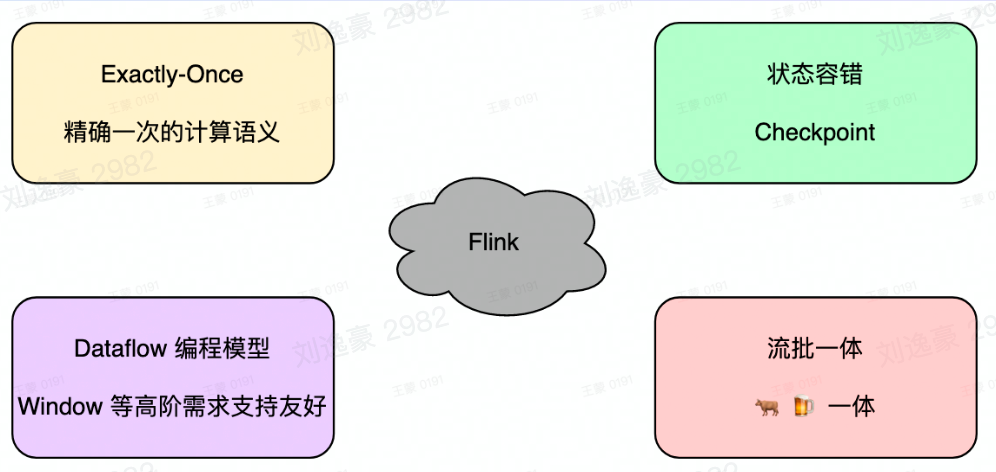 Exactly-Once
精确一次的计算语义
状态容错
Checkpoint
Flink
Dataflow 编程模型
Window 等高阶需求支持友好
流批一体
🐂 🍺 一体
刘逸豪 2982
王蒙 0191